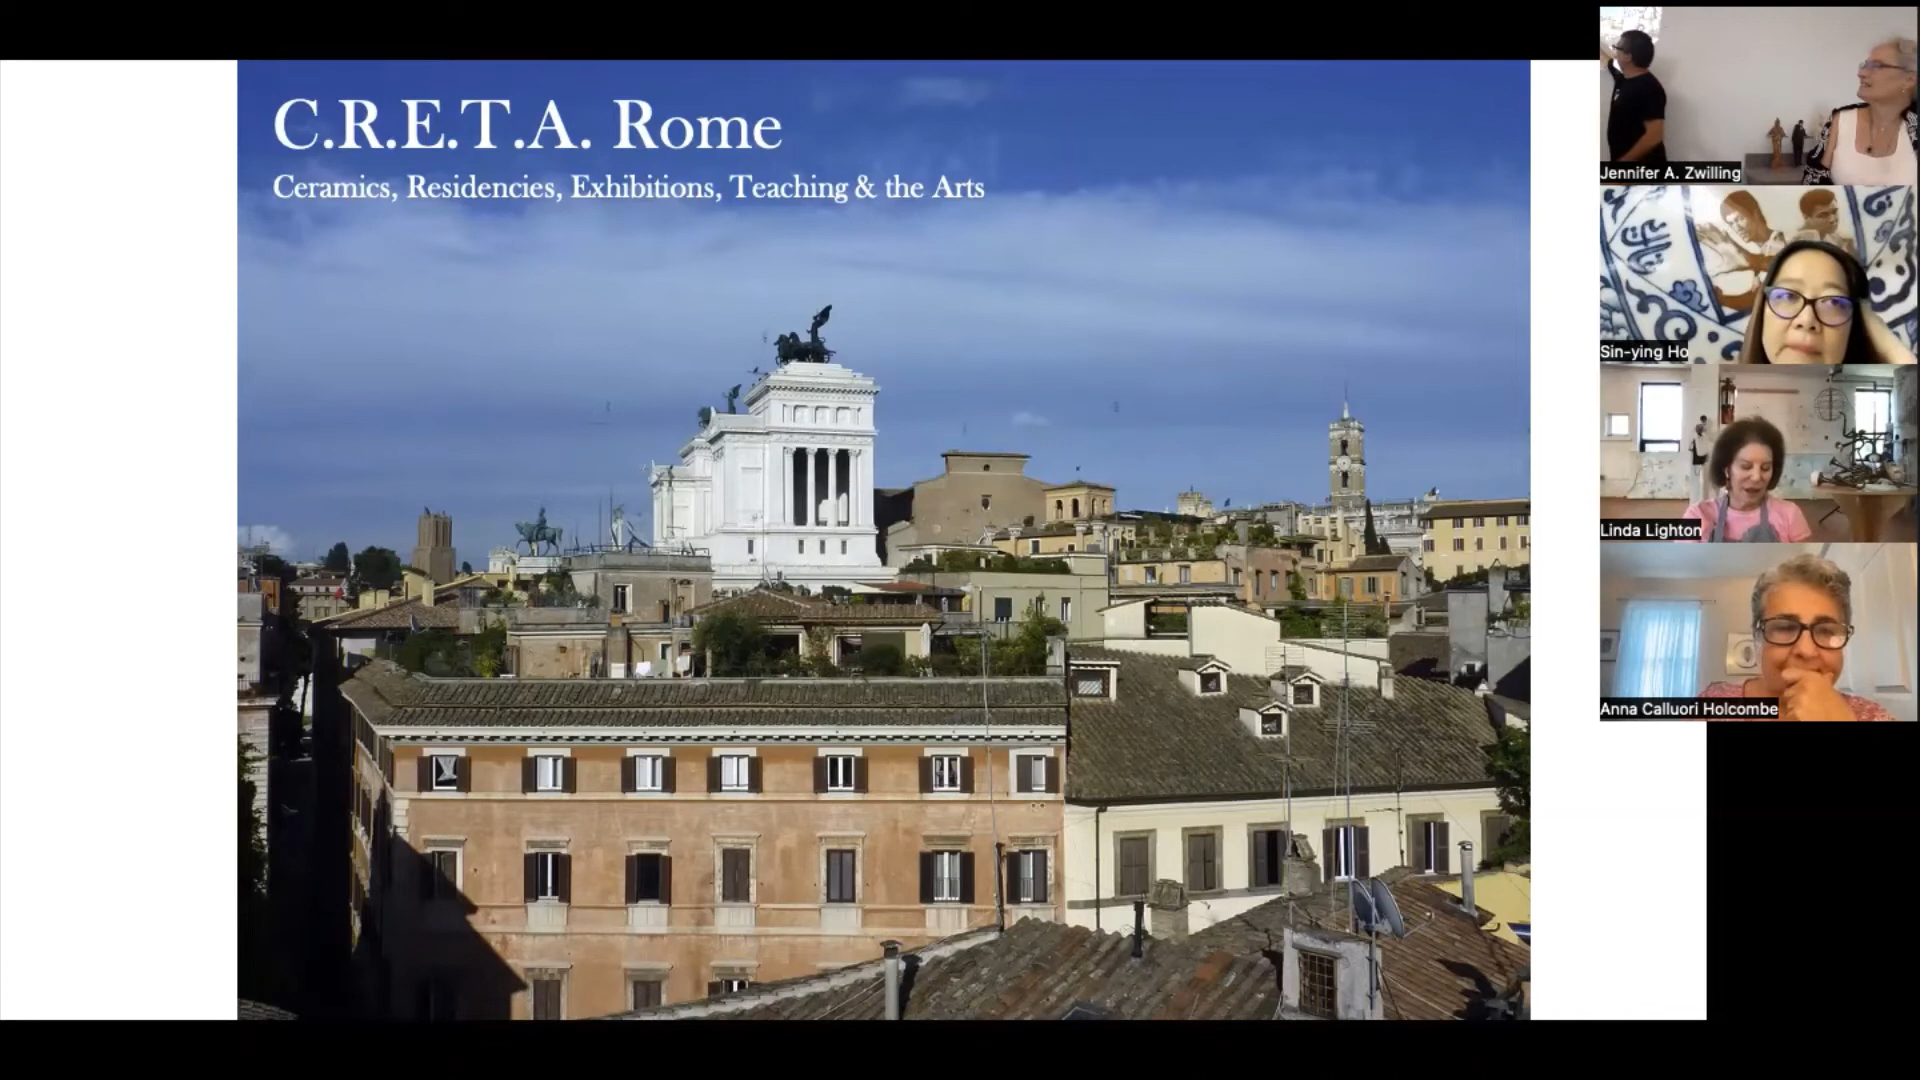 C.R.E.T.A. Rome
Ceramics, Residencies, Exhibitions, Teaching & the Arts
Jennifer A. Zwilling
Sin-ying Ho
Linda Lighton
Anna Calluori Holcombe